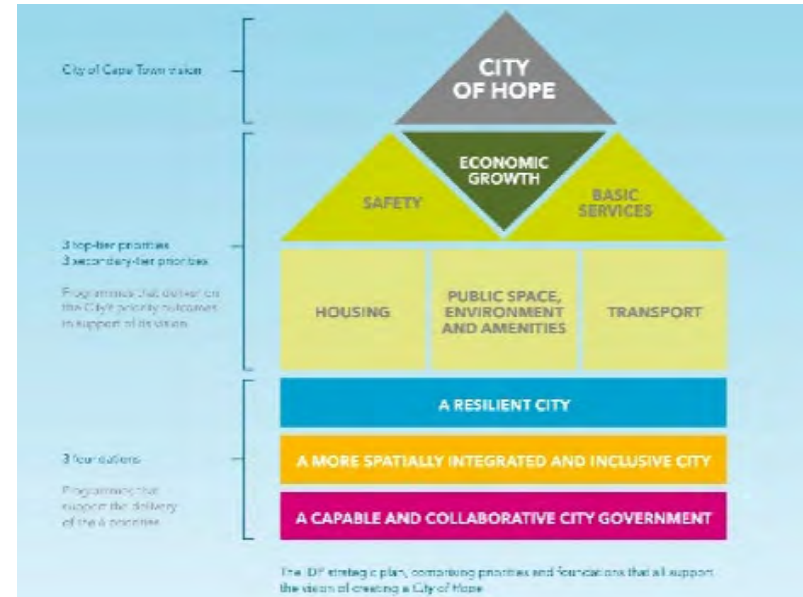 City of Cape Town vision
CITY
OF HOPE
ECONOMIC
GROWTH
SAFETY
BASIC
SERVICES
3 top-tier priorities
3 secondary-tier priorities
Programmes that deliver on
the City's priority outcomes
in support of its vision
HOUSING
PUBLIC SPACE,
ENVIRONMENT
AND AMENITIES
TRANSPORT
A RESILIENT CITY
3 foundations
A MORE SPATIALLY INTEGRATED AND INCLUSIVE CITY
Programmes that
support the delivery
of the 6 priorities
A CAPABLE AND COLLABORATIVE CITY GOVERNMENT
The IDP strategic plan, comprising priorities and foundations that all support
the vision of creating a City of Hope